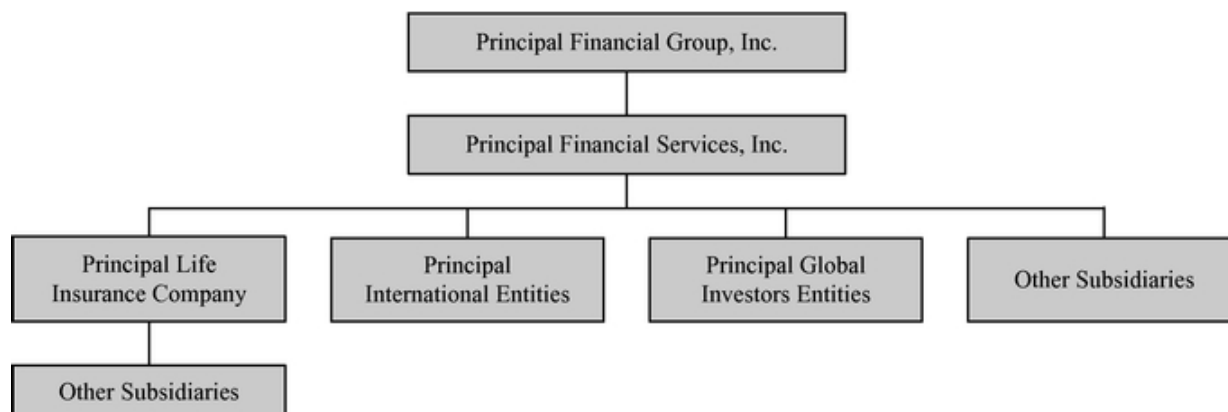 Principal Financial Group, Inc.
Principal Financial Services, Inc.
Principal Life
Insurance Company
Principal
International Entities
Principal Global
Investors Entities
Other Subsidiaries
Other Subsidiaries